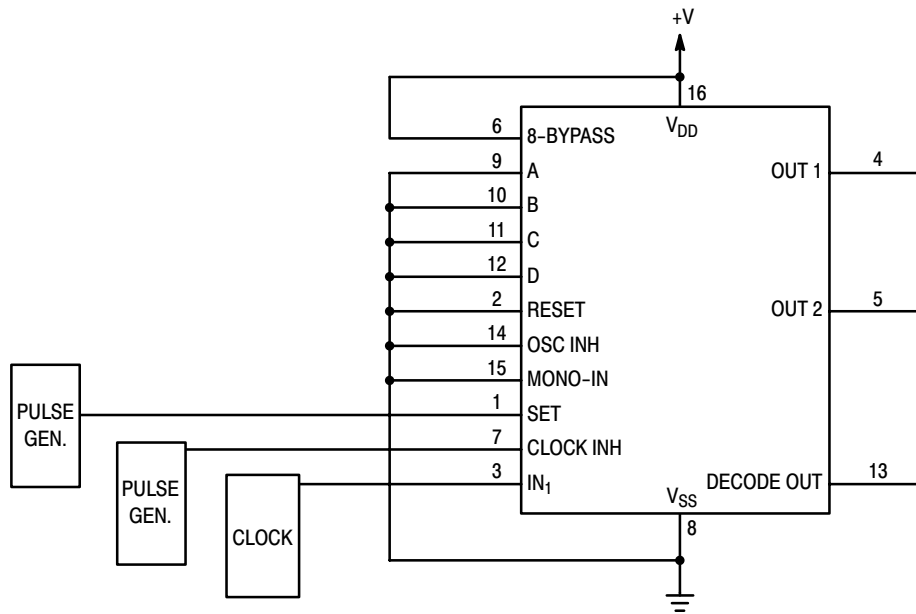 +V
16
VDD
6
8-BYPASS
9
A
OUT 1
4
10
B
11
C
12
D
2
RESET
OUT 2
5
14
OSC INH
15
MONO-IN
1
SET
PULSE
GEN.
7
CLOCK INH
PULSE
GEN.
3
IN1
DECODE OUT
13
VSS
8
CLOCK